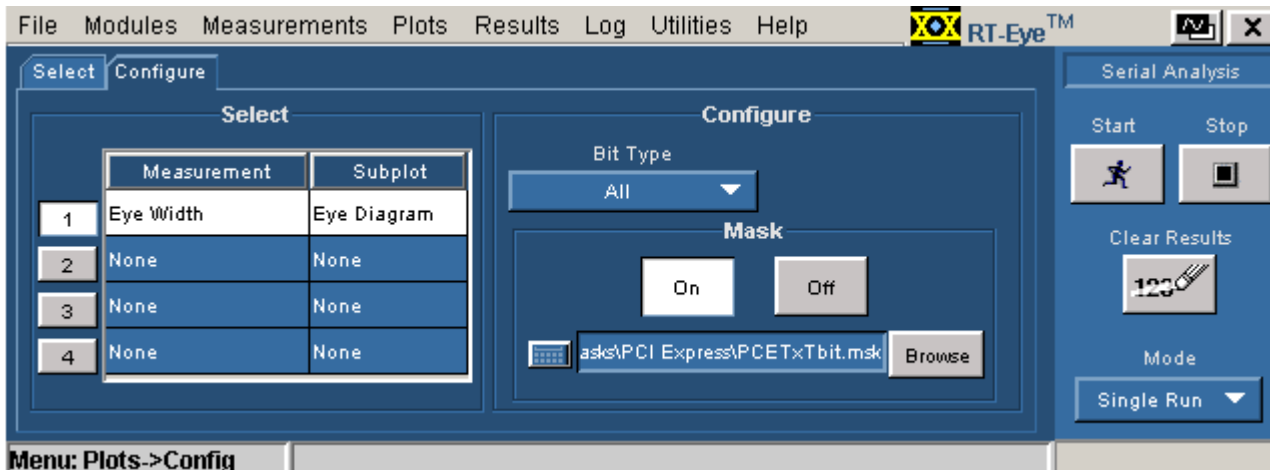 File Modules Measurements Plots Results Log Utilities Help RT-Eye™
Select Configure
Select
Measurement Subplot
1 Eye Width Eye Diagram
2 None None
3 None None
4 None None
Configure
Bit Type
All
Mask
On Off
asks\PCI Express\PCETxTbit.msk Browse
Serial Analysis
Start Stop
Clear Results
123
Mode
Single Run
Menu: Plots->Config